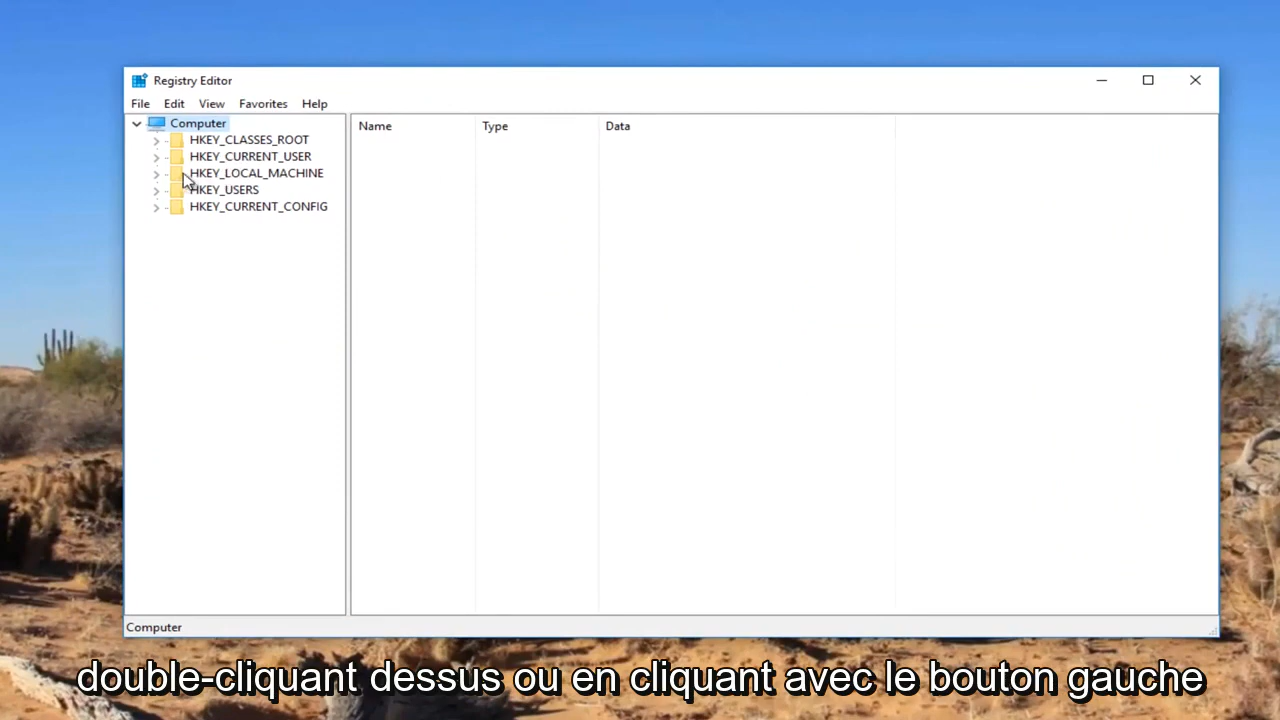 Registry Editor
File Edit View Favorites Help
Computer
HKEY_CLASSES_ROOT
HKEY_CURRENT_USER
HKEY_LOCAL_MACHINE
HKEY_USERS
HKEY_CURRENT_CONFIG
Name Type Data
Computer
double-cliquant dessus ou en cliquant avec le bouton gauche